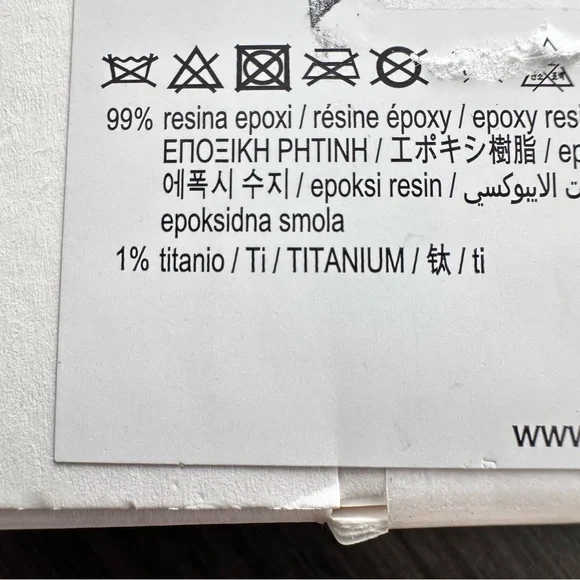 99% resina epoxi / résine époxy / epoxy res
ΕΠΟΞΙΚΗ ΡΗΤΙΝΗ / エポキシ樹脂 / ep
에폭시 수지 / epoksi resin / ت الايبوكسي
epoksidna smola
1% titanio / Ti / TITANIUM / 钛 / ti
www